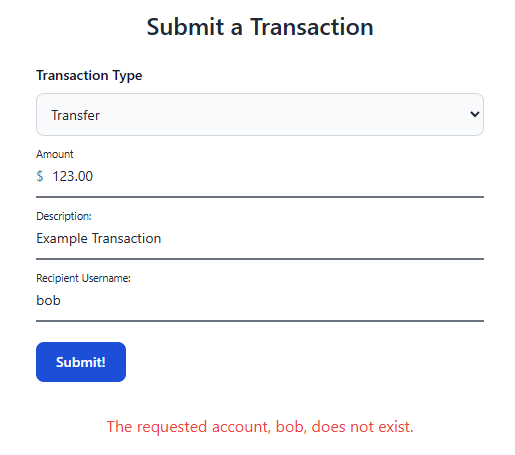 Submit a Transaction
Transaction Type
Transfer
Amount
$ 123.00
Description:
Example Transaction
Recipient Username:
bob
Submit!
The requested account, bob, does not exist.